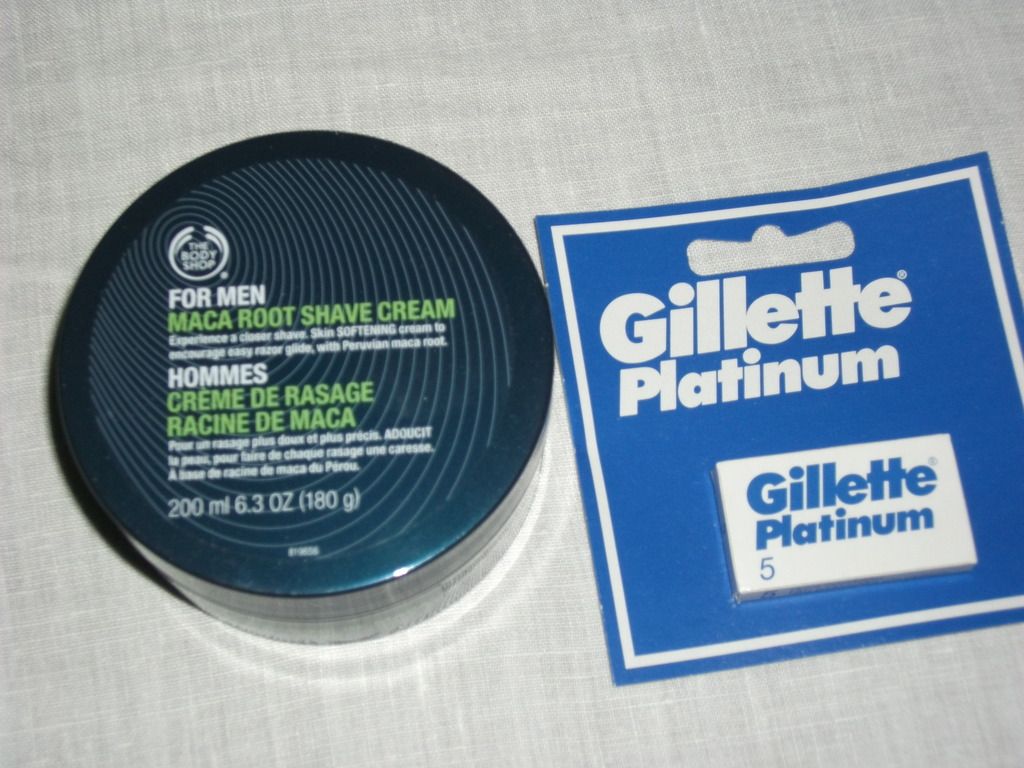 THE
BODY
SHOP
FOR MEN
MACA ROOT SHAVE CREAM
Experience a closer shave. Skin SOFTENING cream to
encourage easy razor glide, with Peruvian maca root.
HOMMES
CRÈME DE RASAGE
RACINE DE MACA
Pour un rasage plus doux et plus précis. ADOUCIT
la peau, pour faire de chaque rasage une caresse.
A base de racine de maca du Pérou.
200 ml 6.3 OZ (180 g)
Gillette®
Platinum
Gillette®
Platinum
5